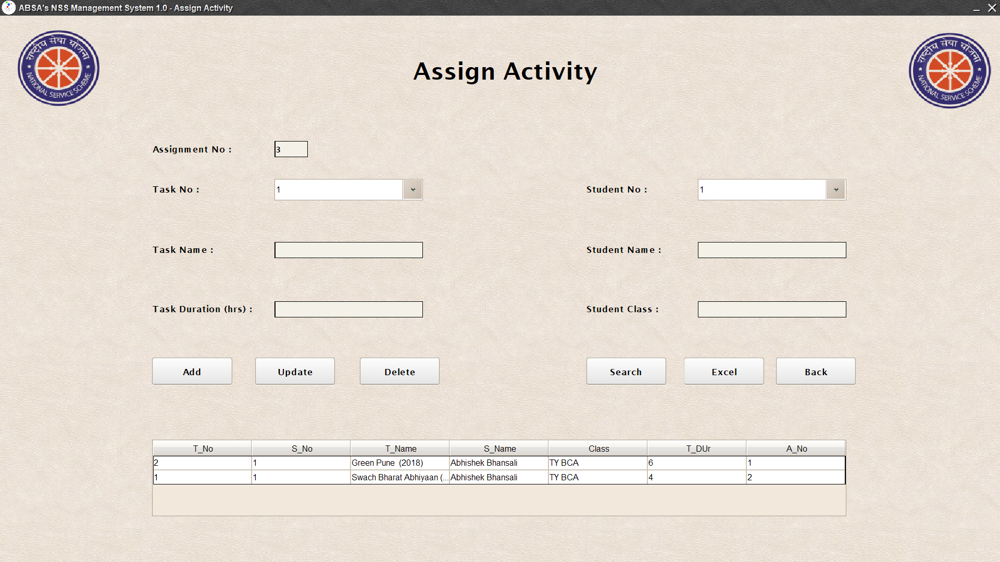 ABSA's NSS Management System 1.0 - Assign Activity
राष्ट्रीय सेवा योजना
NATIONAL SERVICE SCHEME
Assign Activity
राष्ट्रीय सेवा योजना
NATIONAL SERVICE SCHEME
Assignment No : 3
Task No : 1 Student No : 1
Task Name : Student Name :
Task Duration (hrs) : Student Class :
Add Update Delete Search Excel Back
T_No S_No T_Name S_Name Class T_DUr A_No
2 1 Green Pune (2018) Abhishek Bhansali TY BCA 6 1
1 1 Swach Bharat Abhiyaan (... Abhishek Bhansali TY BCA 4 2